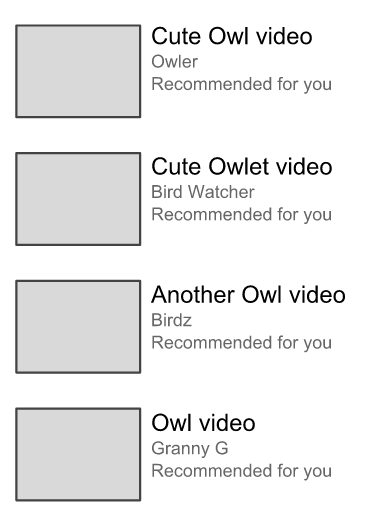 Cute Owl video
Owler
Recommended for you
Cute Owlet video
Bird Watcher
Recommended for you
Another Owl video
Birdz
Recommended for you
Owl video
Granny G
Recommended for you